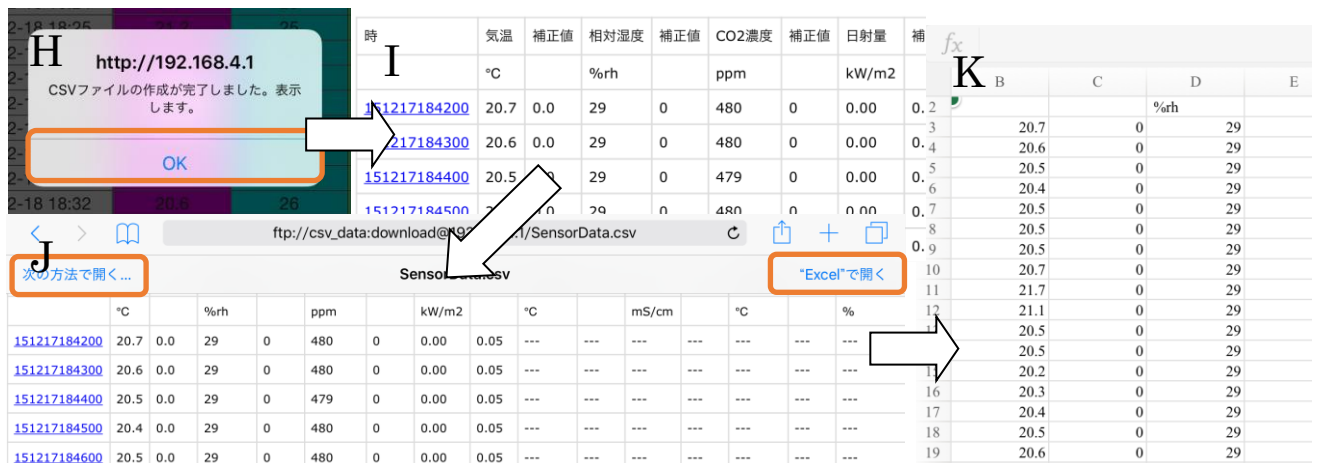 2-18 18:25 21.7 25
H
http://192.168.4.1
CSVファイルの作成が完了しました。表示
します。
OK
2-18 18:32 20.6 26
I
時 気温 補正値 相対湿度 補正値 CO2濃度 補正値 日射量 補
°C %rh ppm kW/m2
151217184200 20.7 0.0 29 0 480 0 0.00 0.
217184300 20.6 0.0 29 0 480 0 0.00 0.
151217184400 20.5 29 0 479 0 0.00 0.
151217184500 29 0 480 0 0.00 0.
0.
J
ftp://csv_data:download@192 .1/SensorData.csv
次の方法で開く... SensorData.csv “Excel”で開く
°C %rh ppm kW/m2 °C mS/cm °C %
151217184200 20.7 0.0 29 0 480 0 0.00 0.05 --- --- --- --- --- --- ---
151217184300 20.6 0.0 29 0 480 0 0.00 0.05 --- --- --- --- --- --- ---
151217184400 20.5 0.0 29 0 479 0 0.00 0.05 --- --- --- --- --- --- ---
151217184500 20.4 0.0 29 0 480 0 0.00 0.05 --- --- --- --- --- --- ---
151217184600 20.5 0.0 29 0 480 0 0.00 0.05 --- --- --- --- --- --- ---
fx
K
B C D E
2 %rh
3 20.7 0 29
4 20.6 0 29
5 20.5 0 29
6 20.4 0 29
7 20.5 0 29
8 20.5 0 29
9 20.5 0 29
10 20.7 0 29
11 21.7 0 29
12 21.1 0 29
20.5 0 29
20.5 0 29
15 20.2 0 29
16 20.3 0 29
17 20.4 0 29
18 20.5 0 29
19 20.6 0 29